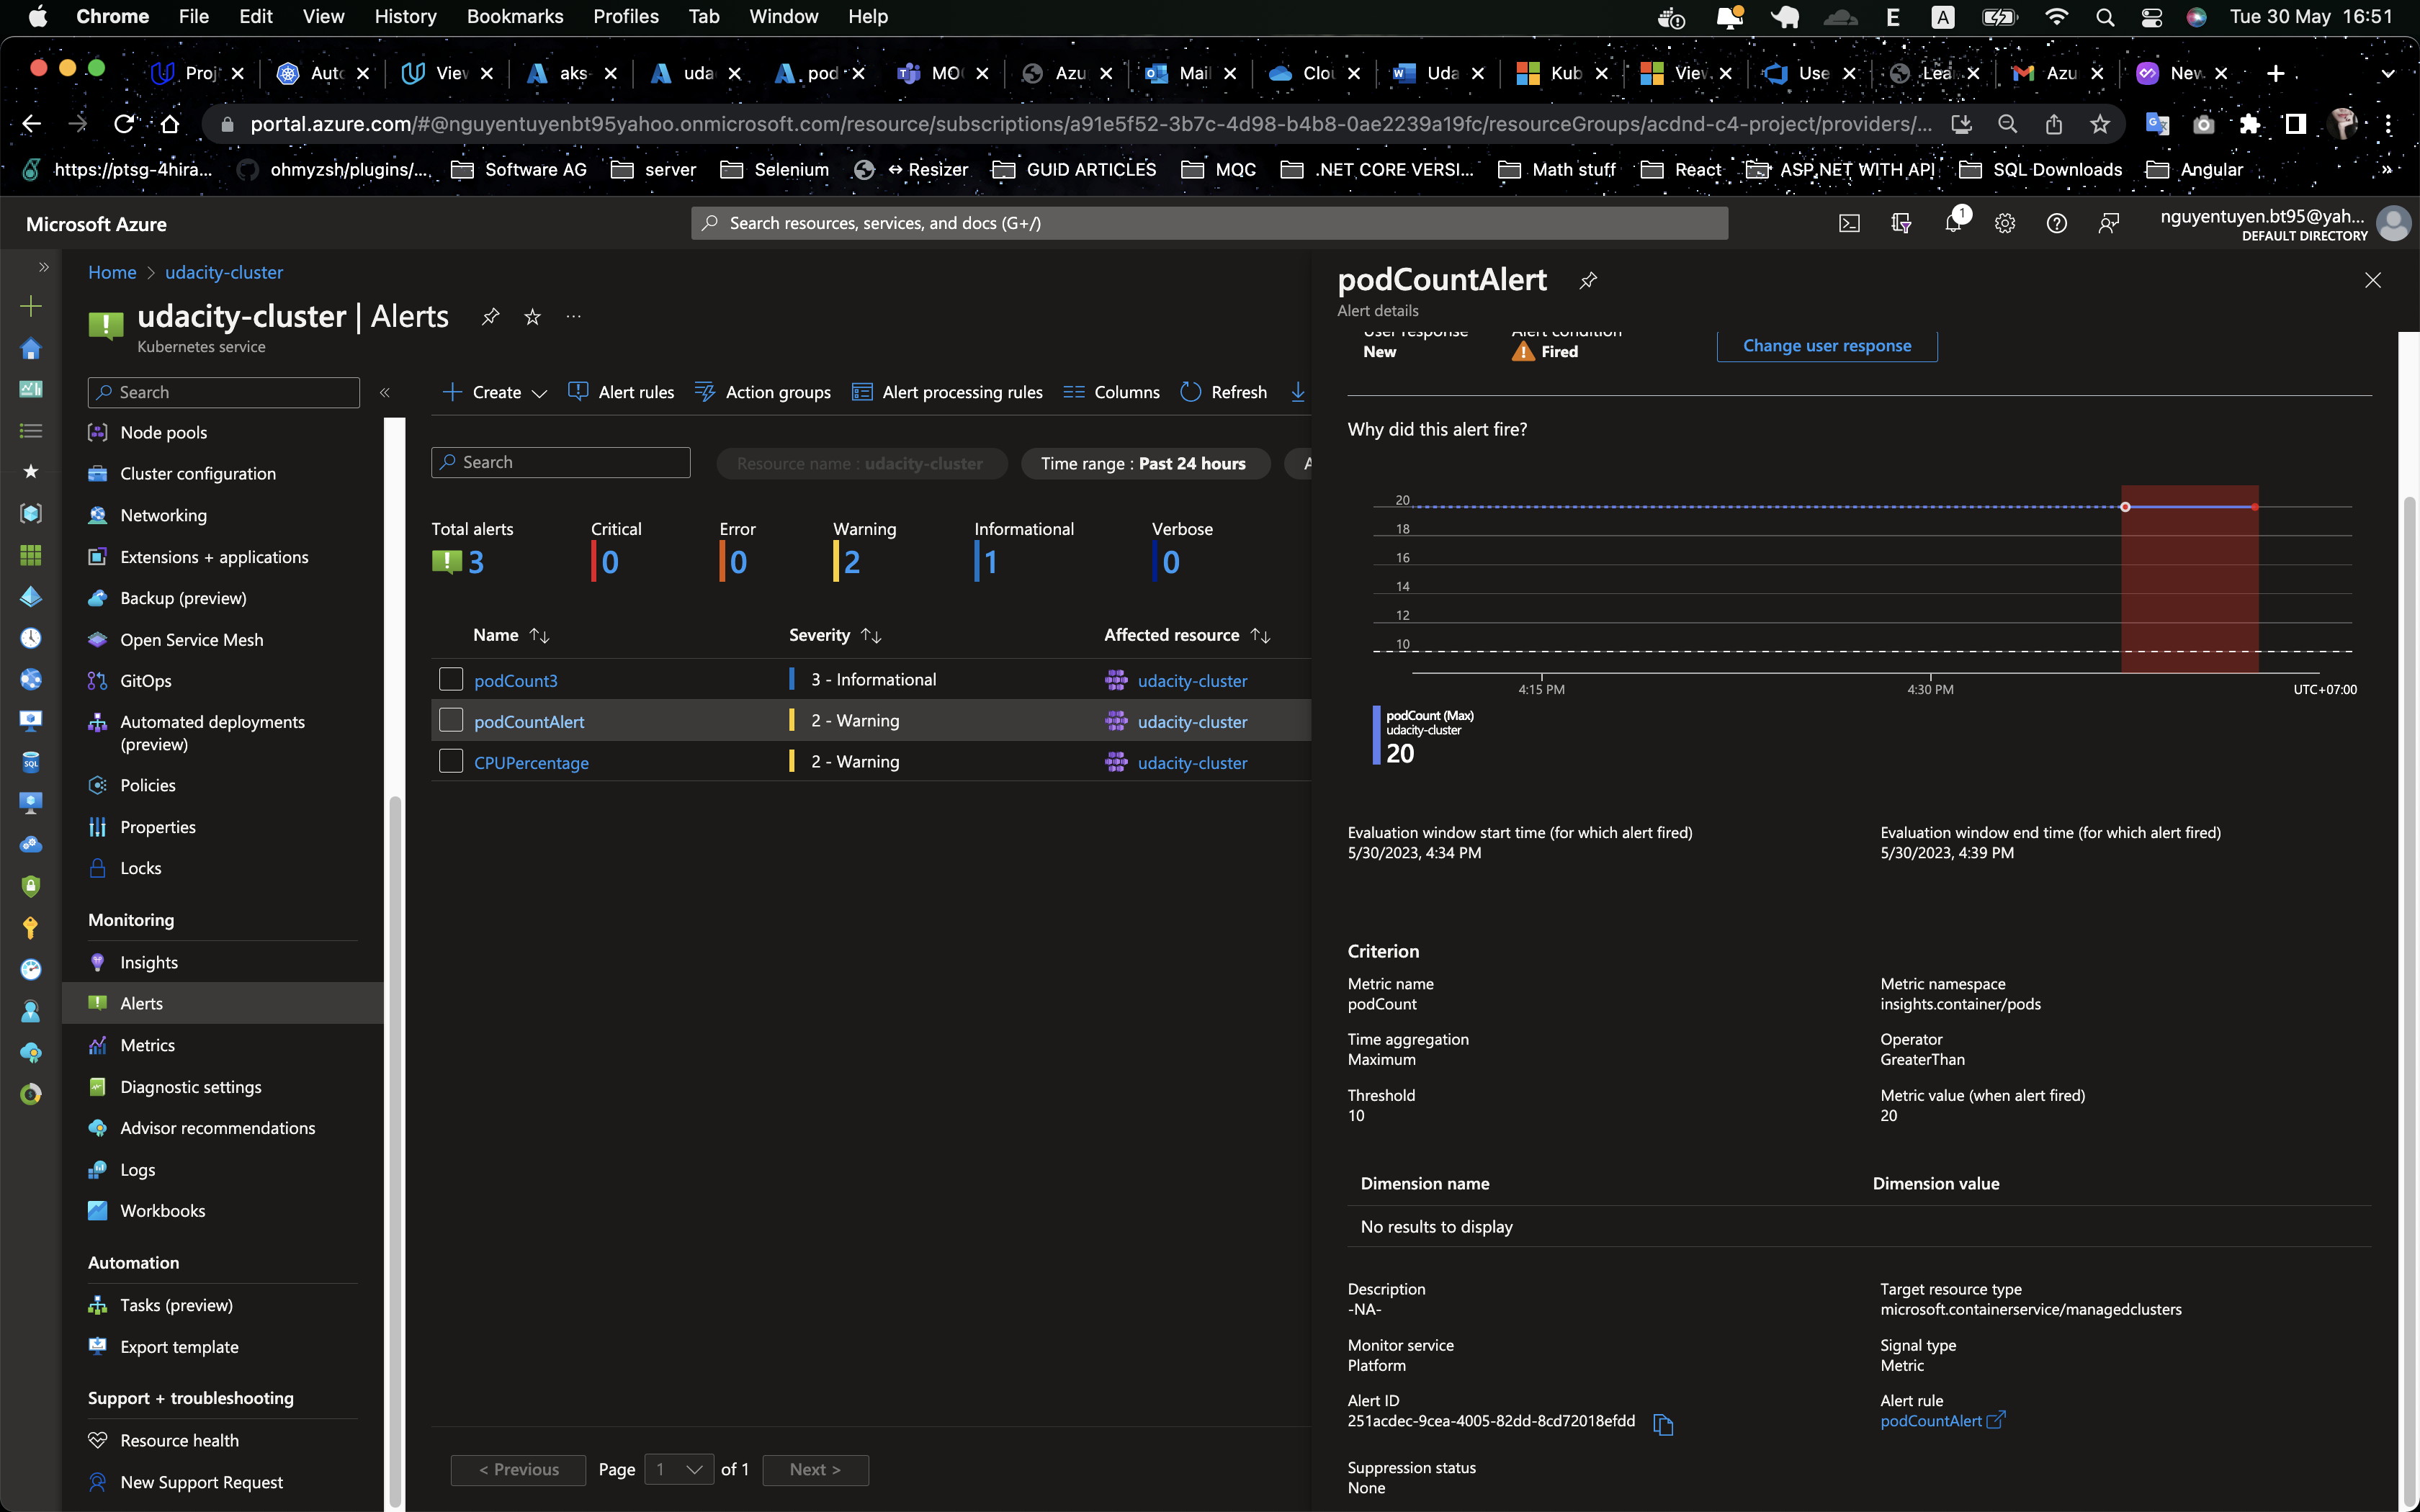 Chrome File Edit View History Bookmarks Profiles Tab Window Help E A Tue 30 May 16:51
Proj Auto View aks- uda pod MO Azu Mail Clou Uda Kub View Use Lear Azu New
portal.azure.com/#@nguyentuyenbt95yahoo.onmicrosoft.com/resource/subscriptions/a91e5f52-3b7c-4d98-b4b8-0ae2239a19fc/resourceGroups/acdnd-c4-project/providers/...
https://ptsg-4hira... ohmyzsh/plugins/... Software AG server Selenium ↔ Resizer GUID ARTICLES MQC .NET CORE VERSI... Math stuff React ASP.NET WITH API SQL Downloads Angular »
Microsoft Azure
Search resources, services, and docs (G+/)
1
nguyentuyen.bt95@yah...
DEFAULT DIRECTORY
Home > udacity-cluster
udacity-cluster | Alerts ...
Kubernetes service
Search
Node pools
Cluster configuration
Networking
Extensions + applications
Backup (preview)
Open Service Mesh
GitOps
Automated deployments
(preview)
Policies
Properties
Locks
Monitoring
Insights
Alerts
Metrics
Diagnostic settings
Advisor recommendations
Logs
Workbooks
Automation
Tasks (preview)
Export template
Support + troubleshooting
Resource health
New Support Request
Create Alert rules Action groups Alert processing rules Columns Refresh
Search Resource name : udacity-cluster Time range : Past 24 hours
Total alerts Critical Error Warning Informational Verbose
3 0 0 2 1 0
Name Severity Affected resource
podCount3 3 - Informational udacity-cluster
podCountAlert 2 - Warning udacity-cluster
CPUPercentage 2 - Warning udacity-cluster
< Previous Page 1 of 1 Next >
podCountAlert
Alert details
User response Alert condition
New Fired
Change user response
Why did this alert fire?
20
18
16
14
12
10
4:15 PM 4:30 PM UTC+07:00
podCount (Max)
udacity-cluster
20
Evaluation window start time (for which alert fired) Evaluation window end time (for which alert fired)
5/30/2023, 4:34 PM 5/30/2023, 4:39 PM
Criterion
Metric name Metric namespace
podCount insights.container/pods
Time aggregation Operator
Maximum GreaterThan
Threshold Metric value (when alert fired)
10 20
Dimension name Dimension value
No results to display
Description Target resource type
-NA- microsoft.containerservice/managedclusters
Monitor service Signal type
Platform Metric
Alert ID Alert rule
251acdec-9cea-4005-82dd-8cd72018efdd podCountAlert
Suppression status
None